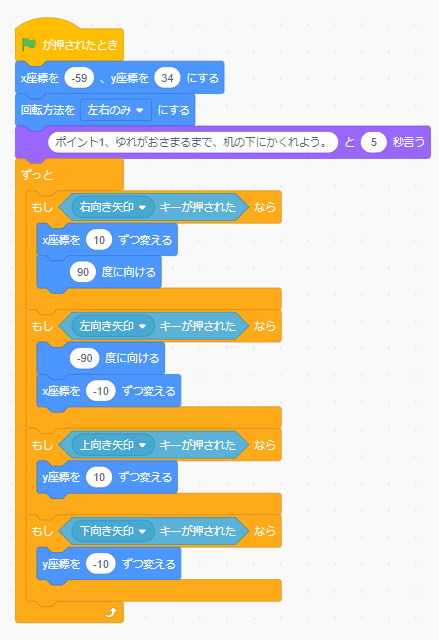 が押されたとき
x座標を -59 、y座標を 34 にする
回転方法を 左右のみ にする
ポイント1、ゆれがおさまるまで、机の下にかくれよう。 と 5 秒言う
ずっと
もし 右向き矢印 キーが押された なら
x座標を 10 ずつ変える
90 度に向ける
もし 左向き矢印 キーが押された なら
-90 度に向ける
x座標を -10 ずつ変える
もし 上向き矢印 キーが押された なら
y座標を 10 ずつ変える
もし 下向き矢印 キーが押された なら
y座標を -10 ずつ変える